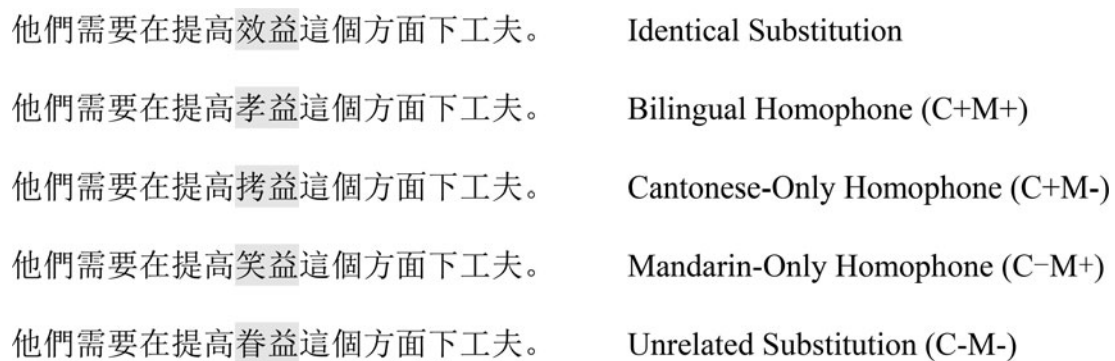 他們需要在提高效益這個方面下工夫。 Identical Substitution
他們需要在提高孝益這個方面下工夫。 Bilingual Homophone (C+M+)
他們需要在提高拷益這個方面下工夫。 Cantonese-Only Homophone (C+M-)
他們需要在提高笑益這個方面下工夫。 Mandarin-Only Homophone (C−M+)
他們需要在提高眷益這個方面下工夫。 Unrelated Substitution (C-M-)